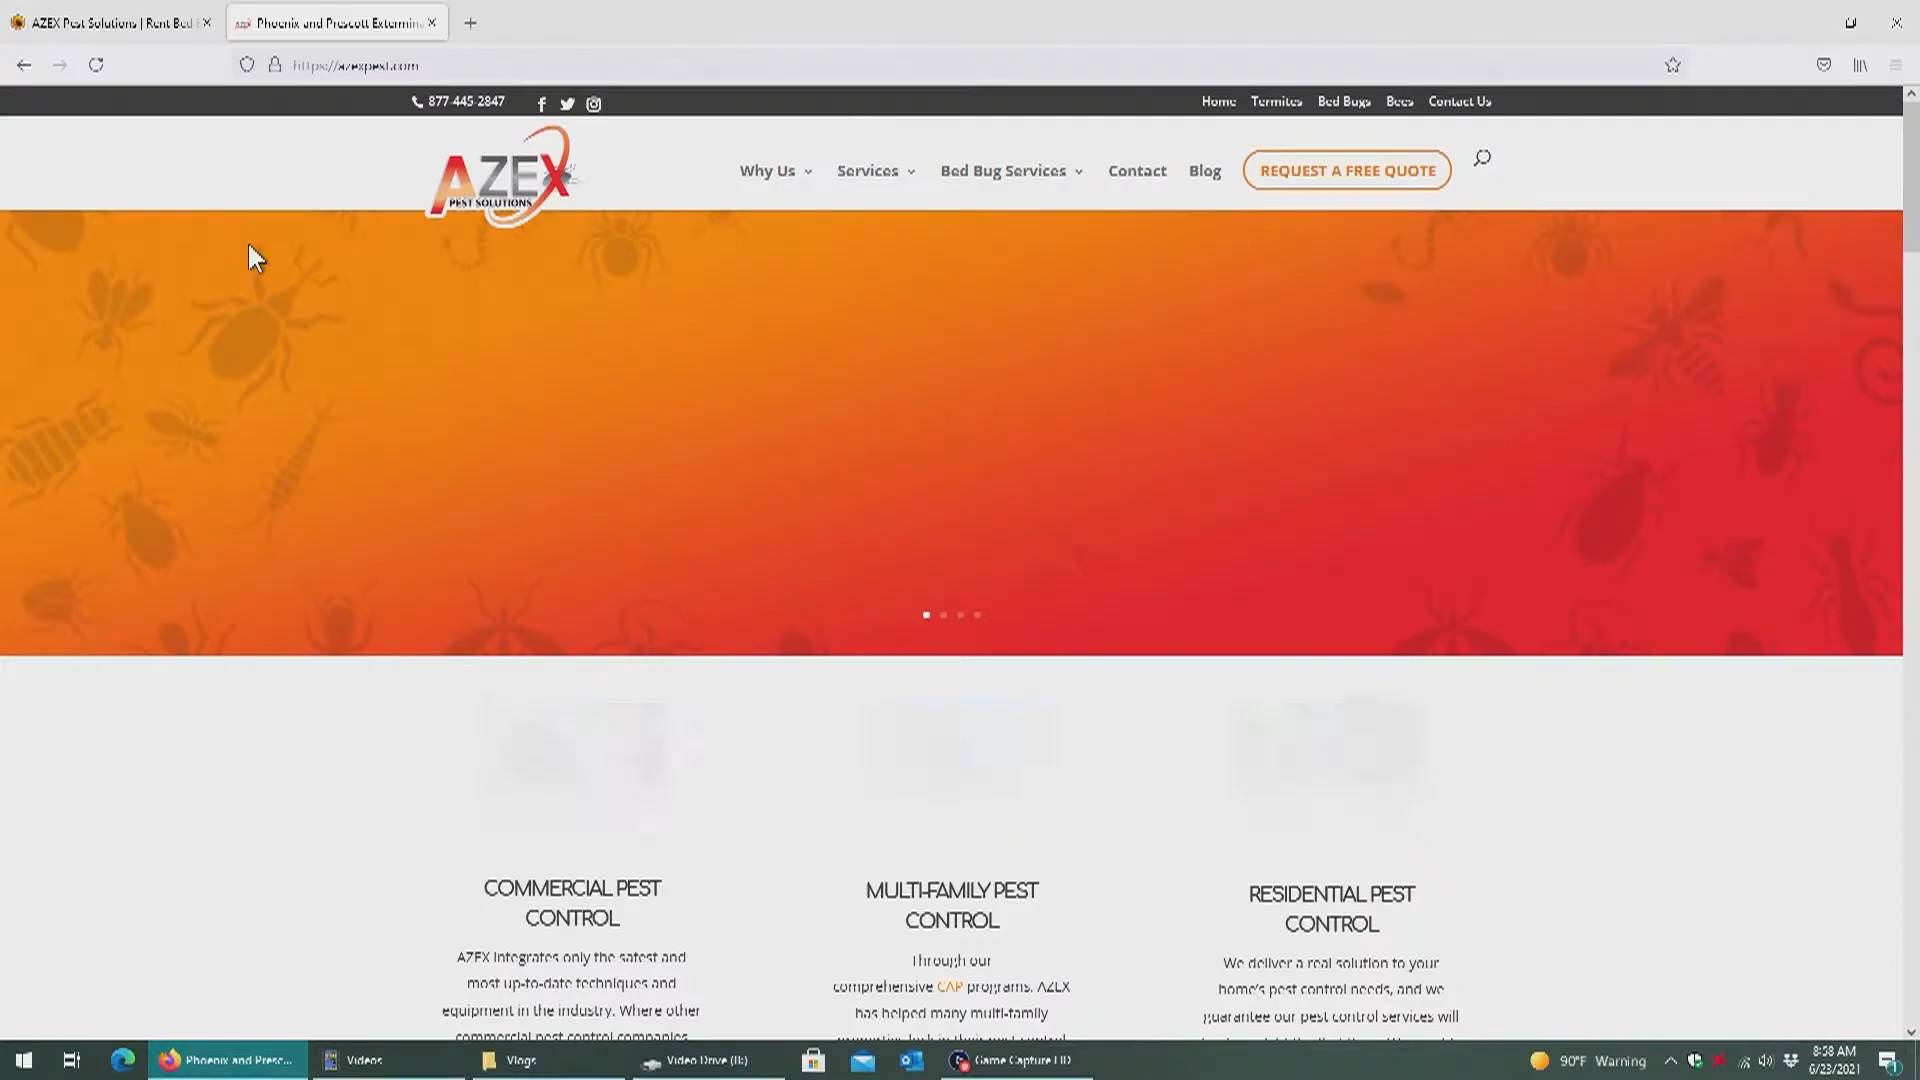 AZEX Pest Solutions | Rent Bed
Phoenix and Prescott Extermin
https://azexpest.com
877-445-2847
Home Termites Bed Bugs Bees Contact Us
AZEX
PEST SOLUTIONS
Why Us Services Bed Bug Services Contact Blog REQUEST A FREE QUOTE
COMMERCIAL PEST
CONTROL
AZEX integrates only the safest and
most up-to-date techniques and
equipment in the industry. Where other
commercial pest control companies
MULTI-FAMILY PEST
CONTROL
Through our
comprehensive CAP programs, AZEX
has helped many multi-family
RESIDENTIAL PEST
CONTROL
We deliver a real solution to your
home's pest control needs, and we
guarantee our pest control services will
Phoenix and Presc...
Videos
Vlogs
Video Drive (B:)
Game Capture HD
90°F Warning
8:58 AM
6/23/2021